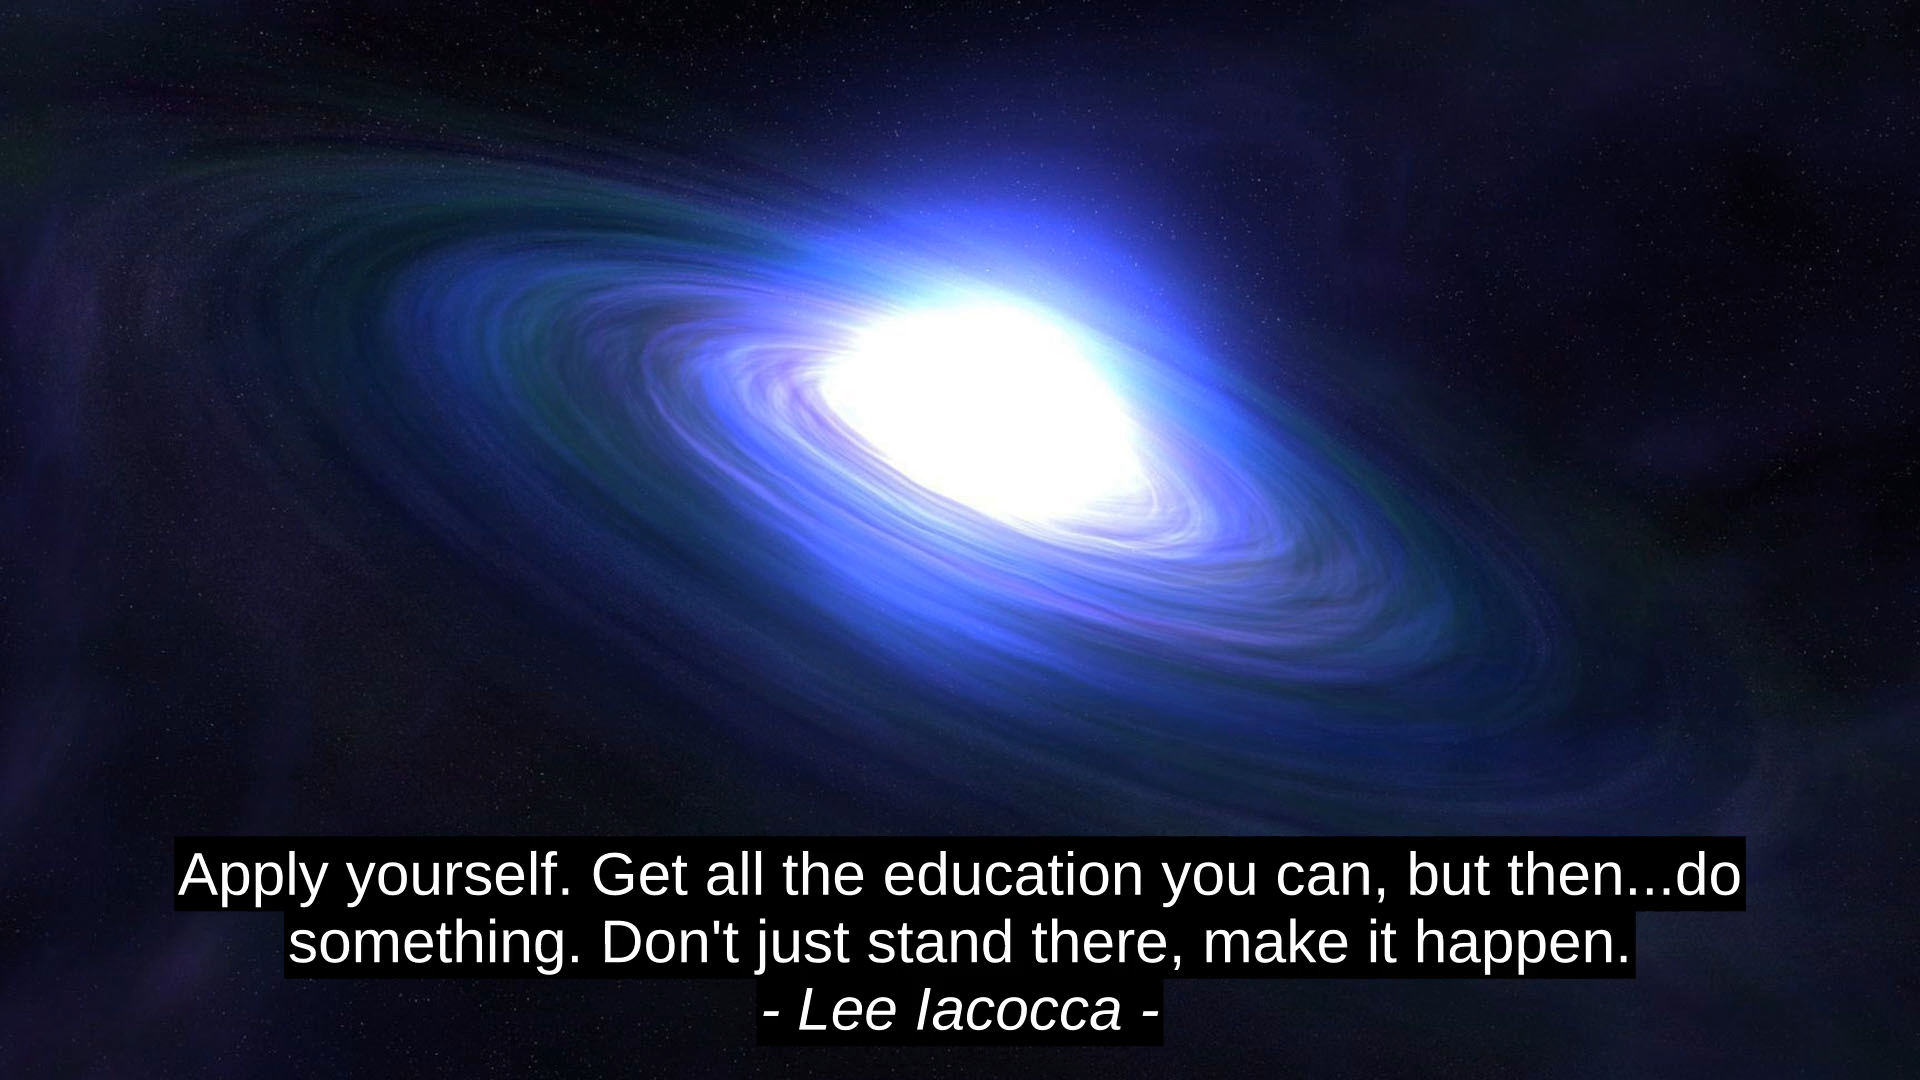 Apply yourself. Get all the education you can, but then...do
something. Don't just stand there, make it happen.
- Lee Iacocca -